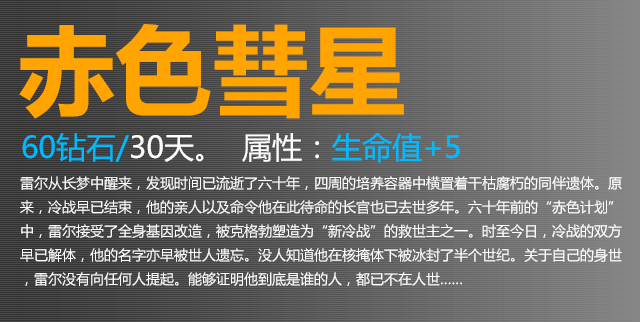 赤色彗星
60钻石/30天。 属性：生命值+5
雷尔从长梦中醒来，发现时间已流逝了六十年，四周的培养容器中横置着干枯腐朽的同伴遗体。原
来，冷战早已结束，他的亲人以及命令他在此待命的长官也已去世多年。六十年前的“赤色计划”
中，雷尔接受了全身基因改造，被克格勃塑造为“新冷战”的救世主之一。时至今日，冷战的双方
早已解体，他的名字亦早被世人遗忘。没人知道他在核掩体下被冰封了半个世纪。关于自己的身世
，雷尔没有向任何人提起。能够证明他到底是谁的人，都已不在人世……